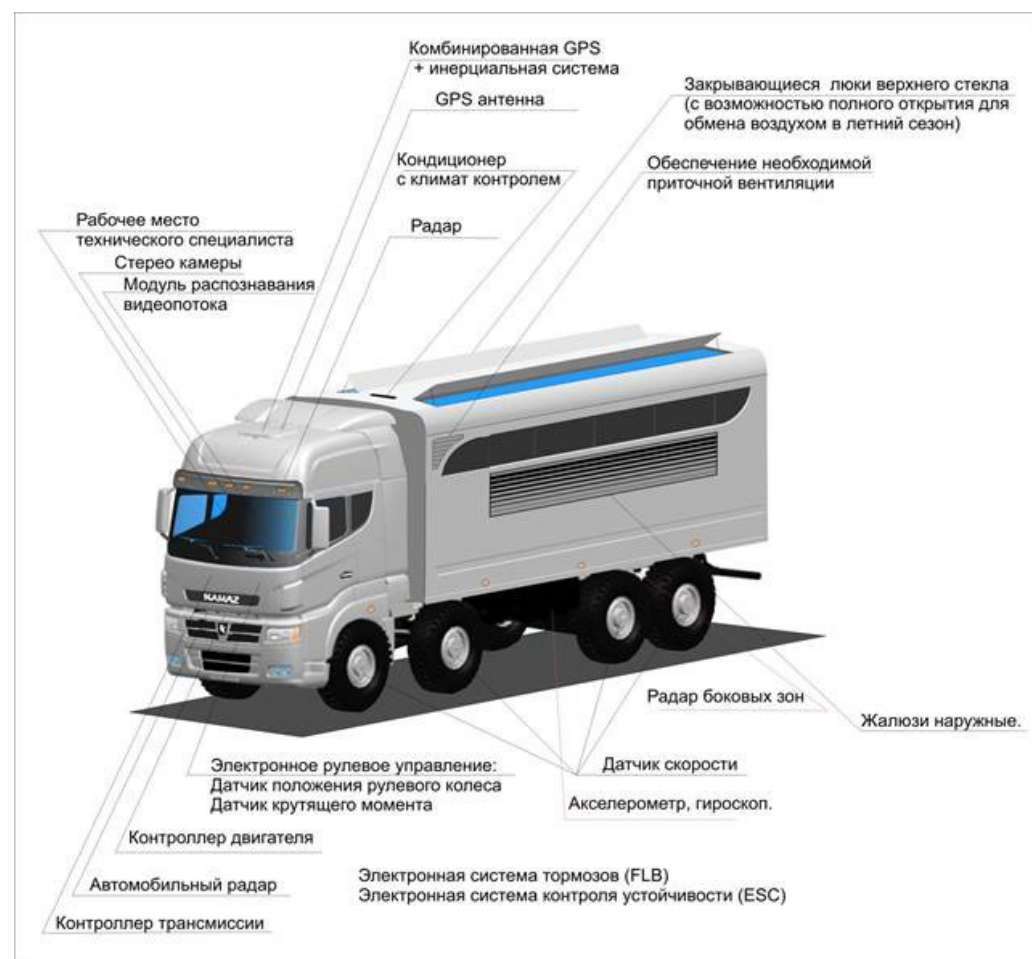 Комбинированная GPS
+ инерциальная система
GPS антенна
Закрывающиеся люки верхнего стекла
(с возможностью полного открытия для
обмена воздухом в летний сезон)
Кондиционер
с климат контролем
Обеспечение необходимой
приточной вентиляции
Рабочее место
технического специалиста
Радар
Стерео камеры
Модуль распознавания
видеопотока
KAMAZ
Радар боковых зон
Жалюзи наружные.
Электронное рулевое управление:
Датчик положения рулевого колеса
Датчик крутящего момента
Датчик скорости
Акселерометр, гироскоп.
Контроллер двигателя
Автомобильный радар
Электронная система тормозов (FLB)
Электронная система контроля устойчивости (ESC)
Контроллер трансмиссии